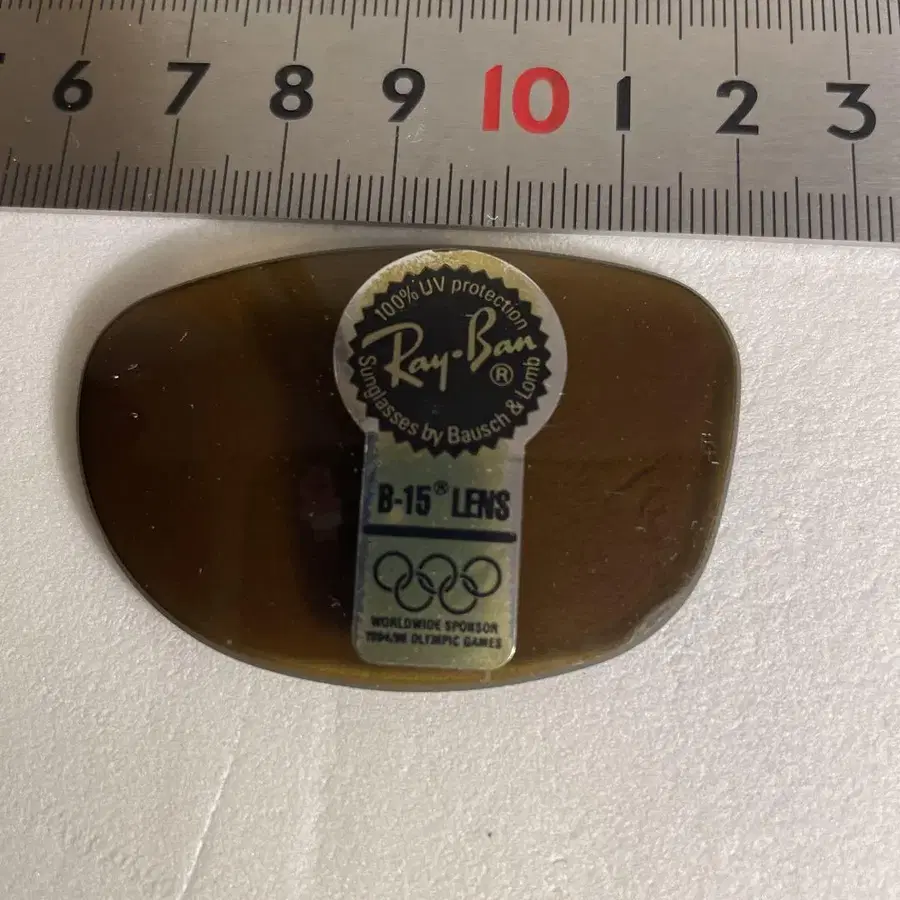 6 7 8 9 10 1 2 3
100% UV protection
Ray-Ban®
Sunglasses by Bausch & Lomb
B-15® LENS
WORLDWIDE SPONSOR
1994/96 OLYMPIC GAMES